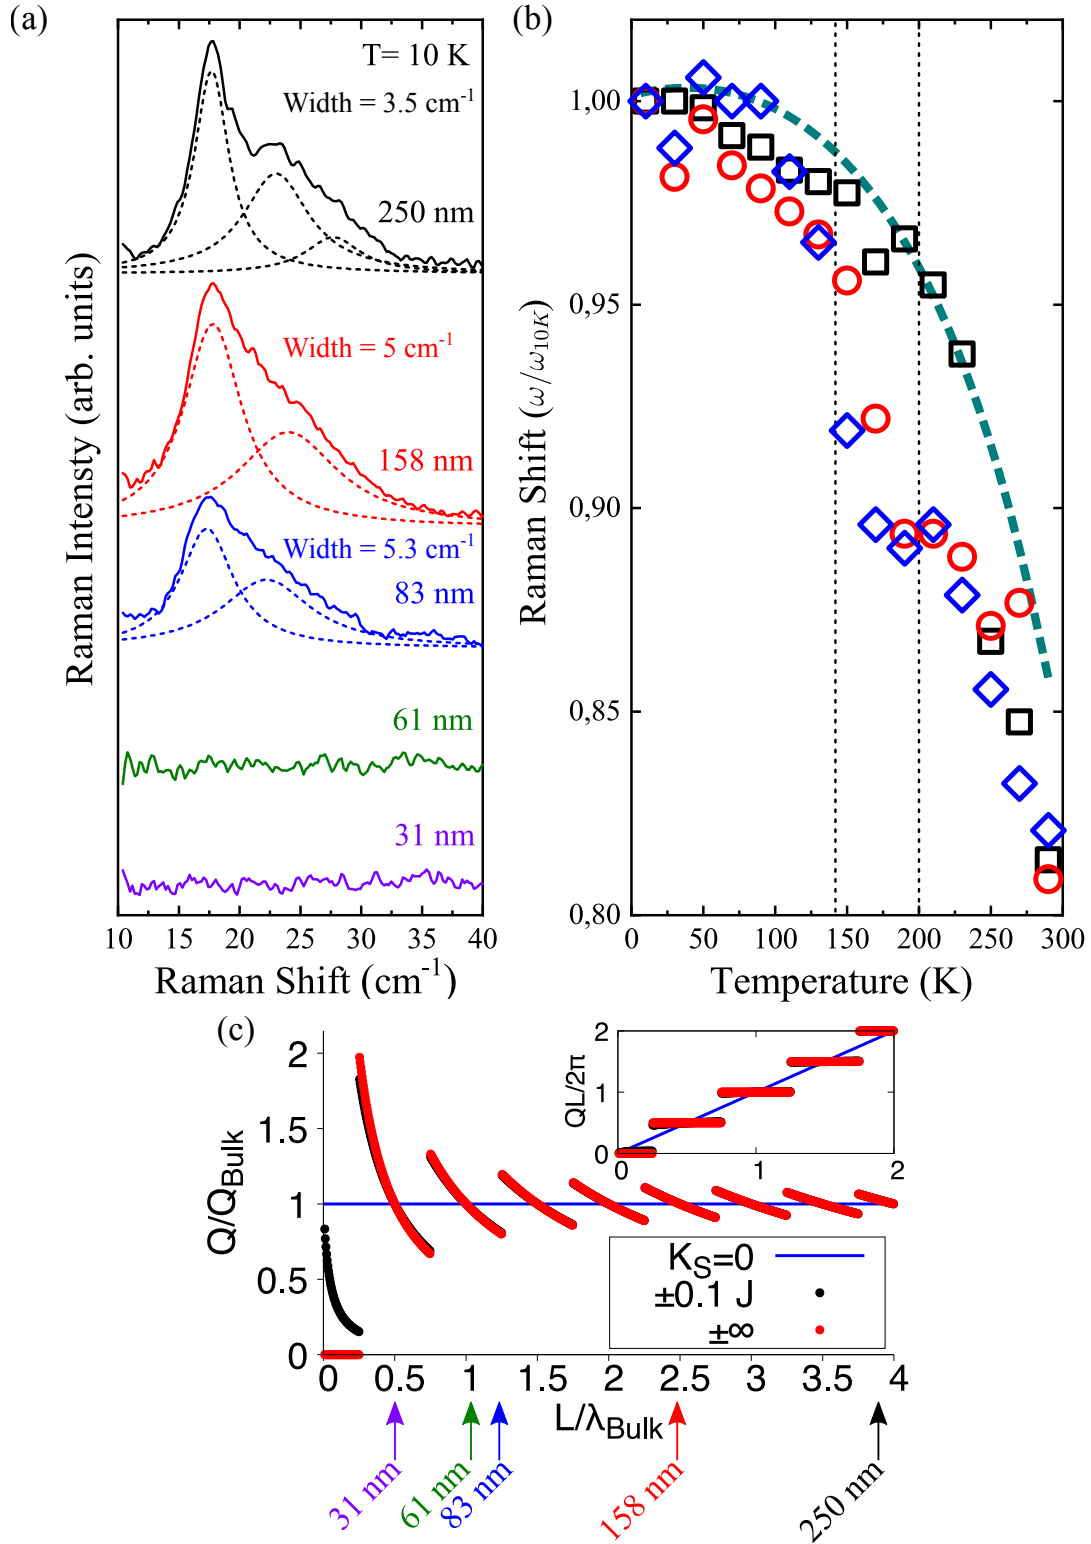 (a)
T= 10 K
Width = 3.5 cm⁻¹
250 nm
Width = 5 cm⁻¹
158 nm
Width = 5.3 cm⁻¹
83 nm
61 nm
31 nm
Raman Intensty (arb. units)
10 15 20 25 30 35 40
Raman Shift (cm⁻¹)
(b)
1,00
0,95
0,90
0,85
0,80
Raman Shift (ω/ω10K)
0 50 100 150 200 250 300
Temperature (K)
(c)
2
1.5
1
0.5
0
Q/QBulk
0 0.5 1 1.5 2 2.5 3 3.5 4
L/λBulk
2
1
0
QL/2π
0 1 2
KS=0
±0.1 J
±∞
31 nm
61 nm
83 nm
158 nm
250 nm